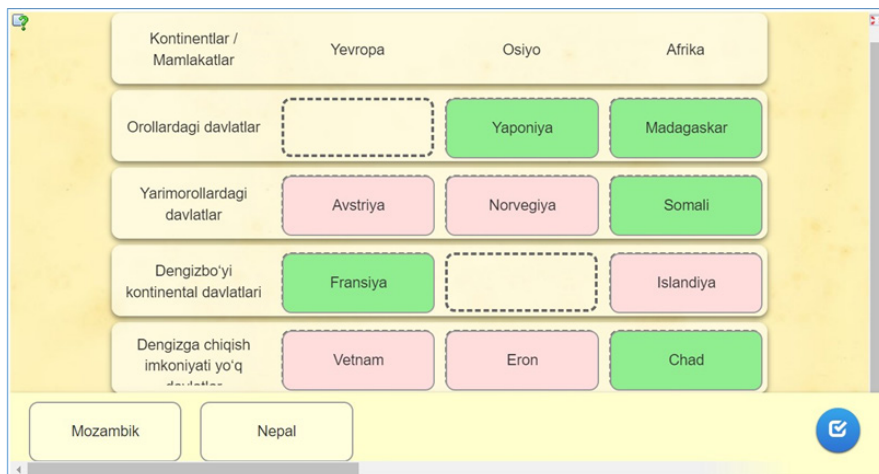 Kontinentlar /
Mamlakatlar
Yevropa
Osiyo
Afrika
Orollardagi davlatlar
Yaponiya
Madagaskar
Yarimorollardagi
davlatlar
Avstriya
Norvegiya
Somali
Dengizbo‘yi
kontinental davlatlari
Fransiya
Islandiya
Dengizga chiqish
imkoniyati yo‘q
Vetnam
Eron
Chad
Mozambik
Nepal